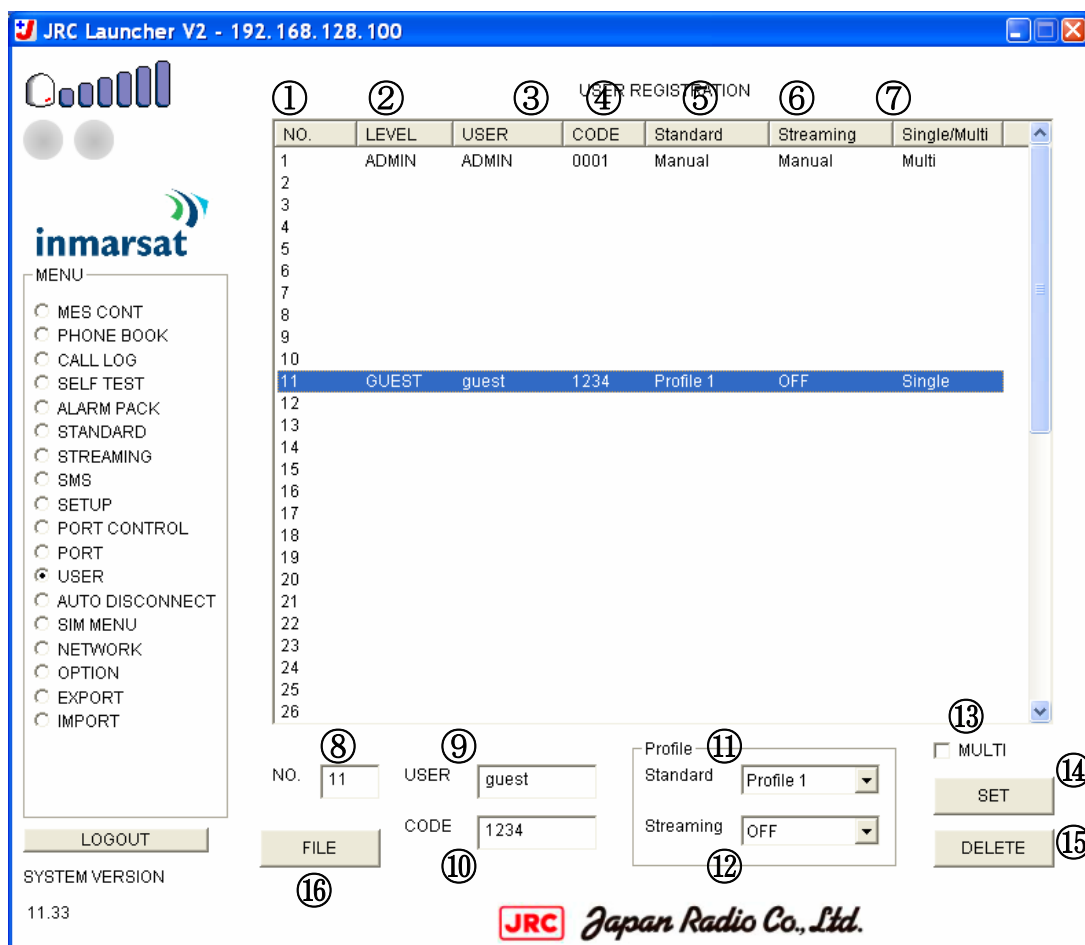 JRC Launcher V2 - 192.168.128.100
USER REGISTRATION
① ② ③ ④ ⑤ ⑥ ⑦
NO. LEVEL USER CODE Standard Streaming Single/Multi
1 ADMIN ADMIN 0001 Manual Manual Multi
2
3
4
5
6
7
8
9
10
11 GUEST guest 1234 Profile 1 OFF Single
12
13
14
15
16
17
18
19
20
21
22
23
24
25
26
inmarsat
MENU
MES CONT
PHONE BOOK
CALL LOG
SELF TEST
ALARM PACK
STANDARD
STREAMING
SMS
SETUP
PORT CONTROL
PORT
USER
AUTO DISCONNECT
SIM MENU
NETWORK
OPTION
EXPORT
IMPORT
LOGOUT
SYSTEM VERSION
11.33
⑧
NO. 11
⑨
USER guest
CODE 1234
⑩
FILE
⑯
Profile ⑪
Standard Profile 1
Streaming OFF
⑫
⑬
MULTI
SET ⑭
DELETE ⑮
JRC Japan Radio Co., Ltd.